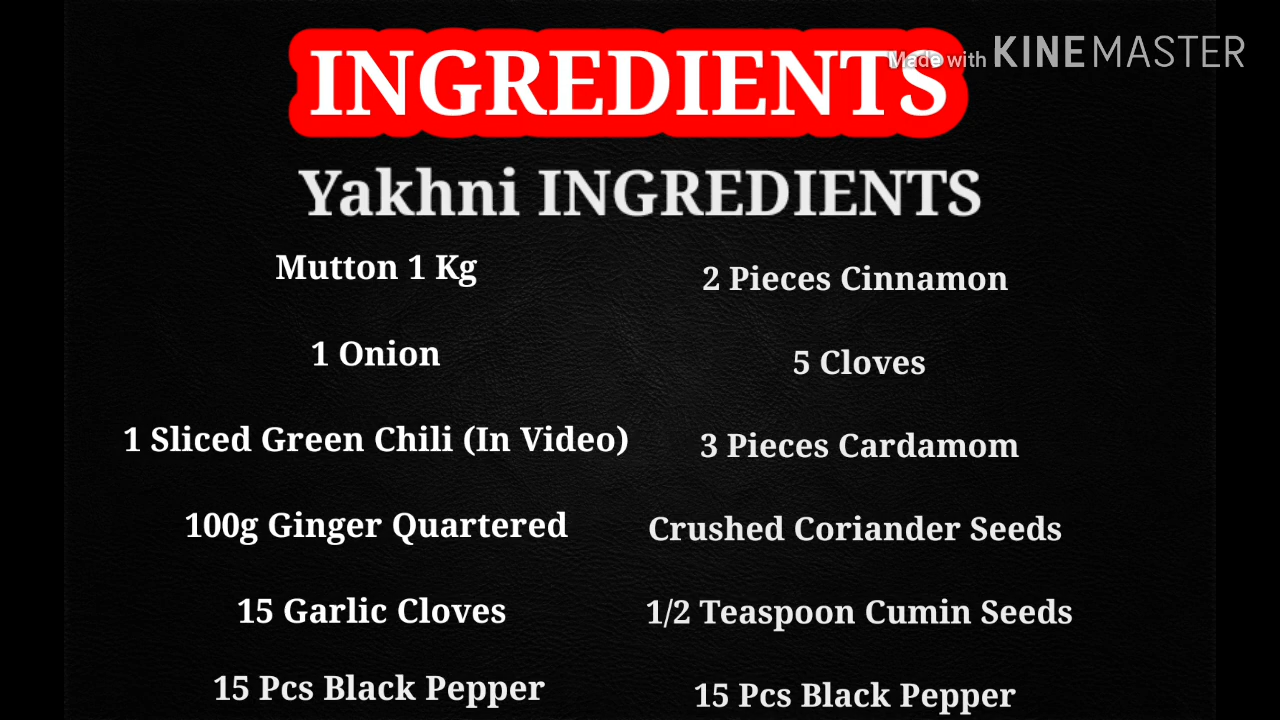 INGREDIENTS
Made with KINEMASTER
Yakhni INGREDIENTS
Mutton 1 Kg
1 Onion
1 Sliced Green Chili (In Video)
100g Ginger Quartered
15 Garlic Cloves
15 Pcs Black Pepper
2 Pieces Cinnamon
5 Cloves
3 Pieces Cardamom
Crushed Coriander Seeds
1/2 Teaspoon Cumin Seeds
15 Pcs Black Pepper